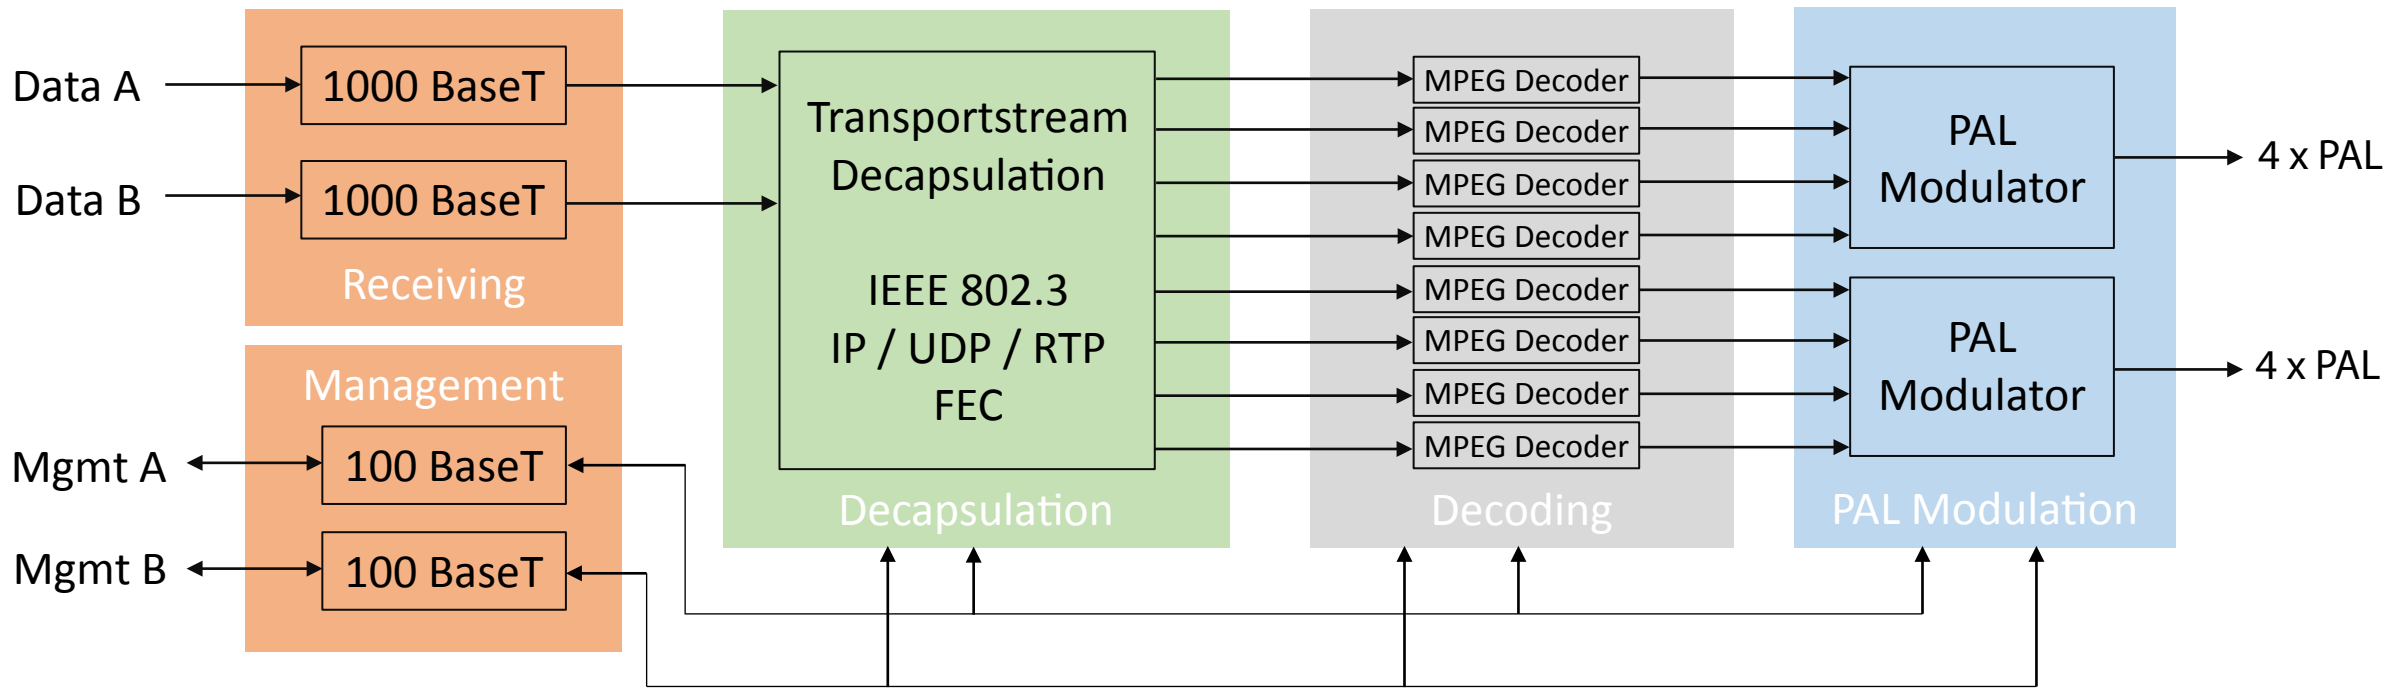 Data A
1000 BaseT
Data B
1000 BaseT
Receiving
Management
Mgmt A
100 BaseT
Mgmt B
100 BaseT
Transportstream
Decapsulation
IEEE 802.3
IP / UDP / RTP
FEC
Decapsulation
MPEG Decoder
MPEG Decoder
MPEG Decoder
MPEG Decoder
MPEG Decoder
MPEG Decoder
MPEG Decoder
MPEG Decoder
Decoding
PAL
Modulator
PAL
Modulator
PAL Modulation
4 x PAL
4 x PAL